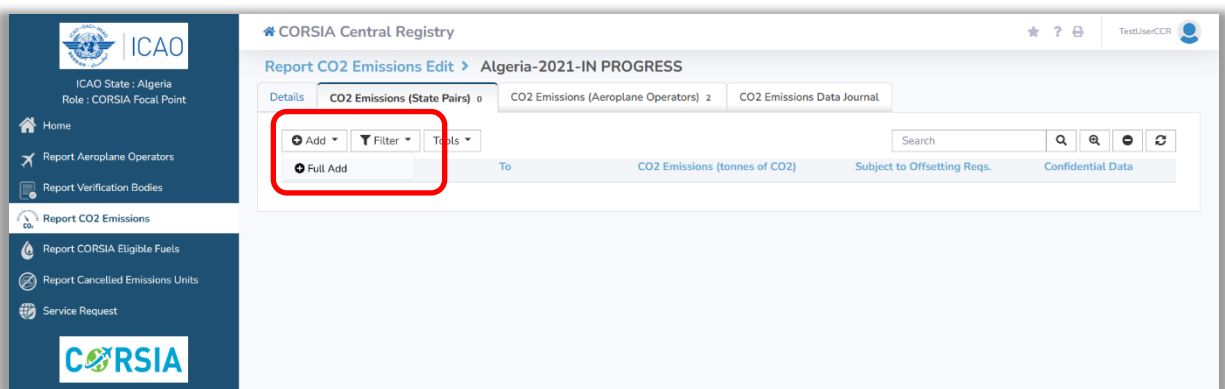 ICAO
ICAO State : Algeria
Role : CORSIA Focal Point
Home
Report Aeroplane Operators
Report Verification Bodies
Report CO2 Emissions
Report CORSIA Eligible Fuels
Report Cancelled Emissions Units
Service Request
CORSIA
CORSIA Central Registry
? TestUserCCR
Report CO2 Emissions Edit > Algeria-2021-IN PROGRESS
Details CO2 Emissions (State Pairs) 0 CO2 Emissions (Aeroplane Operators) 2 CO2 Emissions Data Journal
Add Filter Tools Search
Full Add
To CO2 Emissions (tonnes of CO2) Subject to Offsetting Reqs. Confidential Data